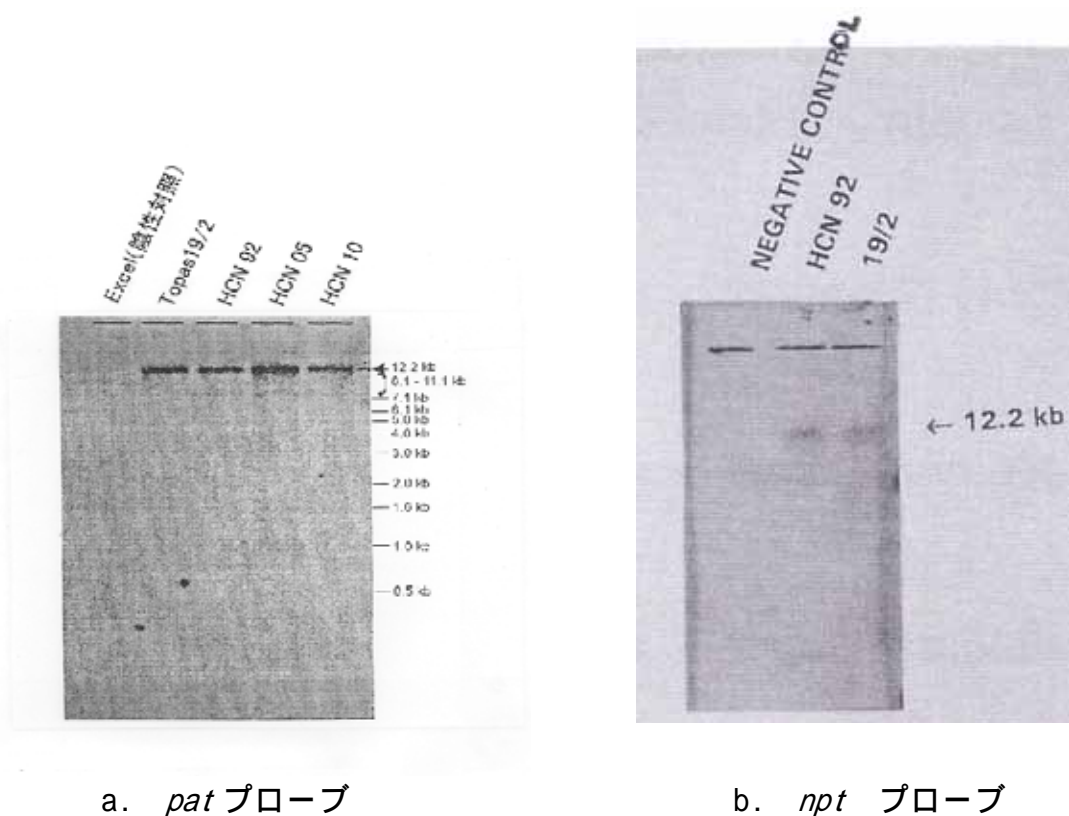 Excel(陰性対照)
Topas19/2
HCN 92
HCN 05
HCN 10
12.2 kb
8.1 - 11.1 kb
7.1 kb
6.1 kb
5.0 kb
4.0 kb
3.0 kb
2.0 kb
1.6 kb
1.0 kb
0.5 kb
NEGATIVE CONTROL
HCN 92
19/2
← 12.2 kb
a. pat プローブ
b. npt プローブ